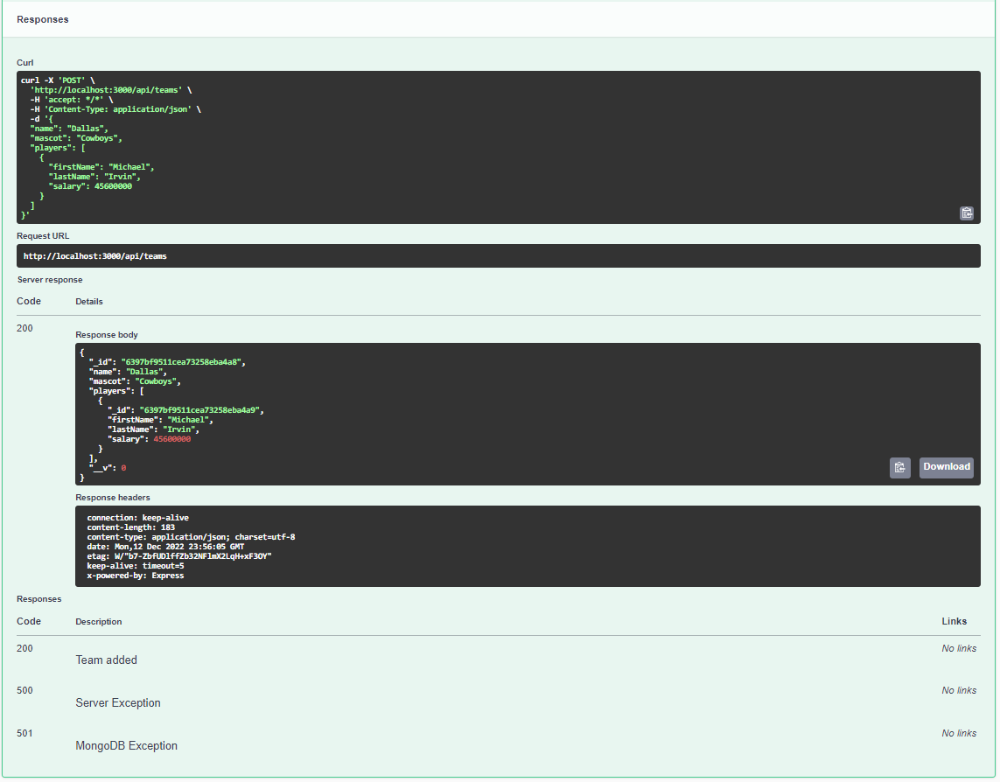 Responses
Curl
curl -X 'POST' \
  'http://localhost:3000/api/teams' \
  -H 'accept: */*' \
  -H 'Content-Type: application/json' \
  -d '{
  "name": "Dallas",
  "mascot": "Cowboys",
  "players": [
    {
      "firstName": "Michael",
      "lastName": "Irvin",
      "salary": 45600000
    }
  ]
}'
Request URL
http://localhost:3000/api/teams
Server response
Code Details
200
Response body
{
  "_id": "6397bf9511cea73258eba4a8",
  "name": "Dallas",
  "mascot": "Cowboys",
  "players": [
    {
      "_id": "6397bf9511cea73258eba4a9",
      "firstName": "Michael",
      "lastName": "Irvin",
      "salary": 45600000
    }
  ],
  "__v": 0
}
Download
Response headers
connection: keep-alive
content-length: 183
content-type: application/json; charset=utf-8
date: Mon,12 Dec 2022 23:56:05 GMT
etag: W/"b7-ZbfUDlffZb32NFlmX2LqH+xF3OY"
keep-alive: timeout=5
x-powered-by: Express
Responses
Code Description Links
200 No links
Team added
500 No links
Server Exception
501 No links
MongoDB Exception